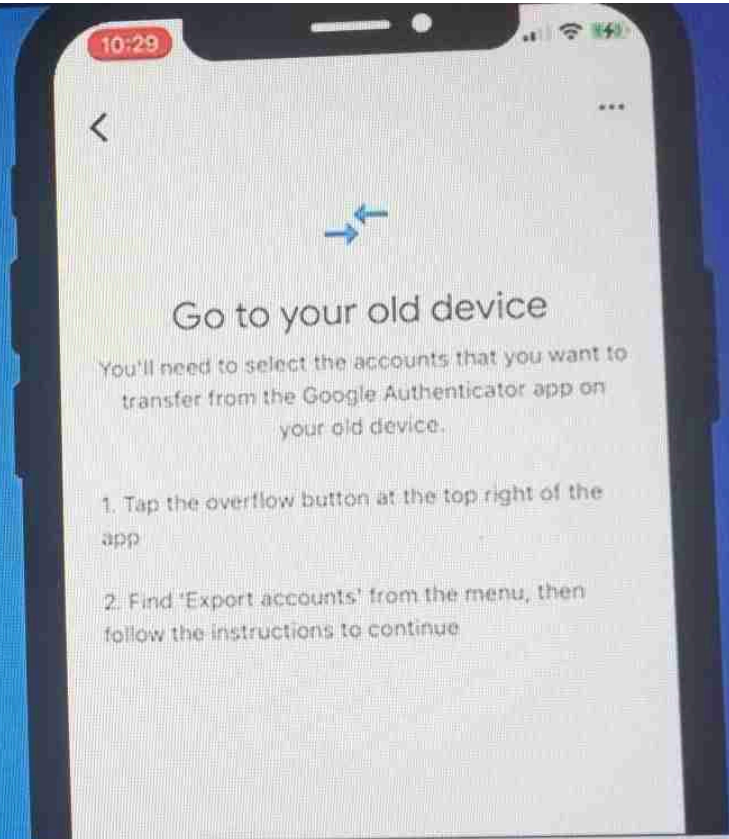 10:29
Go to your old device
You'll need to select the accounts that you want to
transfer from the Google Authenticator app on
your old device.
1. Tap the overflow button at the top right of the
app
2. Find 'Export accounts' from the menu, then
follow the instructions to continue